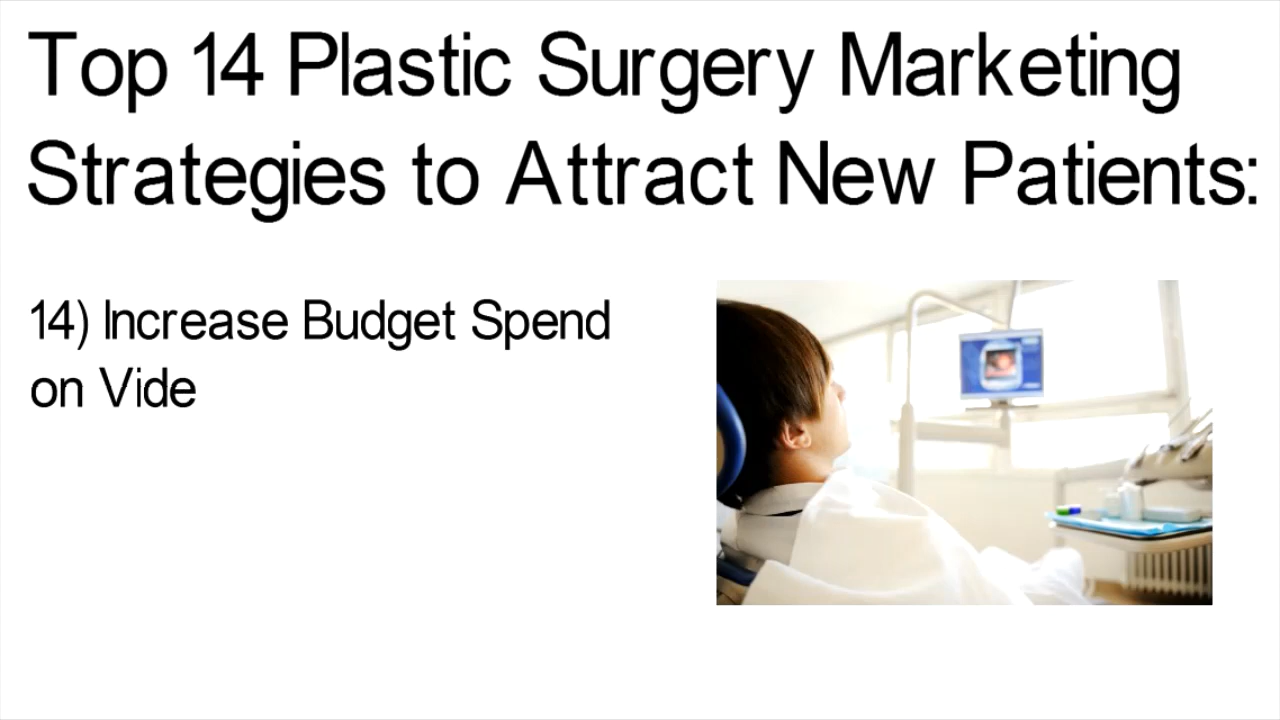 Top 14 Plastic Surgery Marketing
Strategies to Attract New Patients:
14) Increase Budget Spend
on Vide